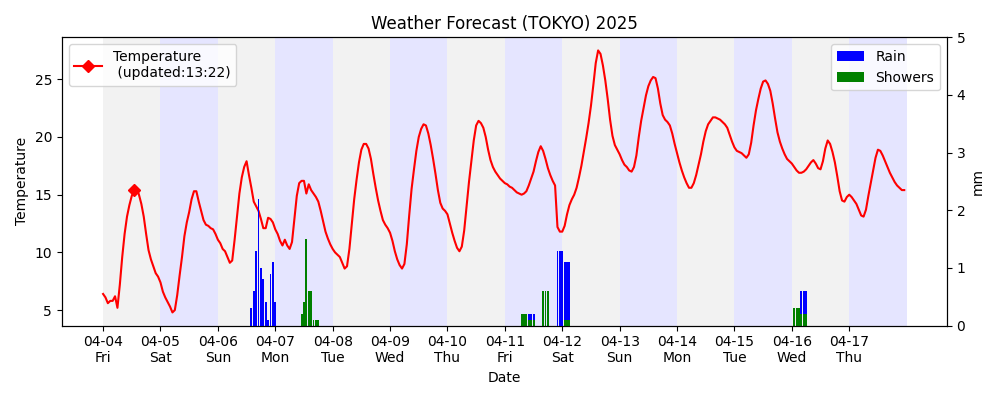 Weather Forecast (TOKYO) 2025
Temperature
(updated:13:22)
Rain
Showers
Temperature
25
20
15
10
5
5
4
3
2
1
0
mm
04-04 04-05 04-06 04-07 04-08 04-09 04-10 04-11 04-12 04-13 04-14 04-15 04-16 04-17
Fri Sat Sun Mon Tue Wed Thu Fri Sat Sun Mon Tue Wed Thu
Date